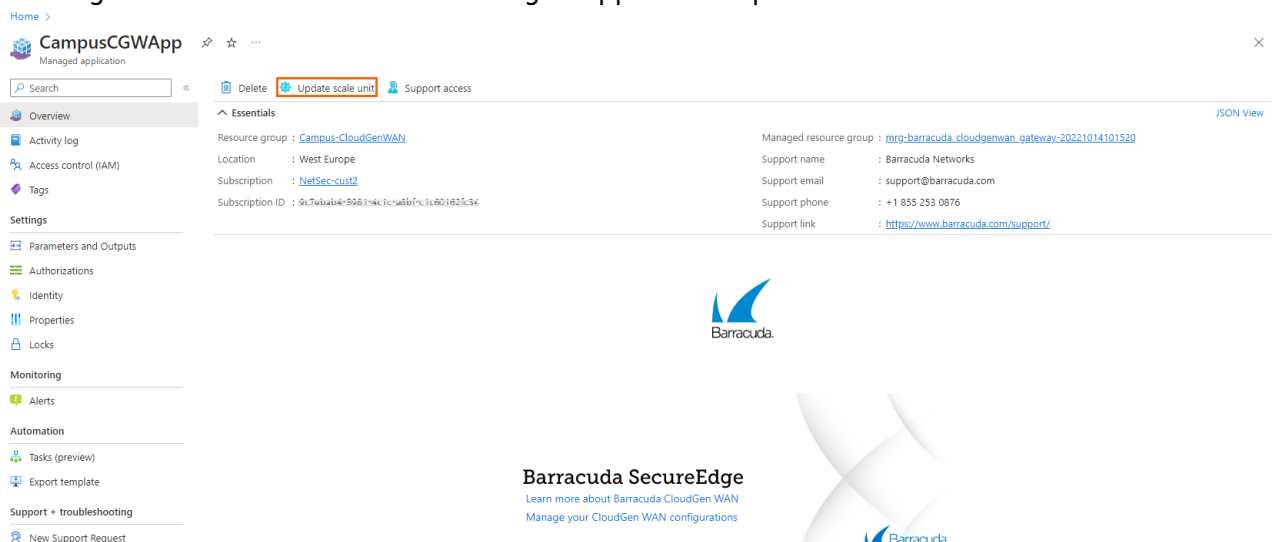 Home >
CampusCGWApp
Managed application
Search
Delete Update scale unit Support access
Overview
Activity log
Access control (IAM)
Tags
Settings
Parameters and Outputs
Authorizations
Identity
Properties
Locks
Monitoring
Alerts
Automation
Tasks (preview)
Export template
Support + troubleshooting
New Support Request
Essentials
JSON View
Resource group : Campus-CloudGenWAN
Location : West Europe
Subscription : NetSec-cust2
Subscription ID :
Managed resource group : mrg-barracuda_cloudgenwan_gateway-20221014101520
Support name : Barracuda Networks
Support email : support@barracuda.com
Support phone : +1 855 253 0876
Support link : https://www.barracuda.com/support/
Barracuda.
Barracuda SecureEdge
Learn more about Barracuda CloudGen WAN
Manage your CloudGen WAN configurations
Barracuda